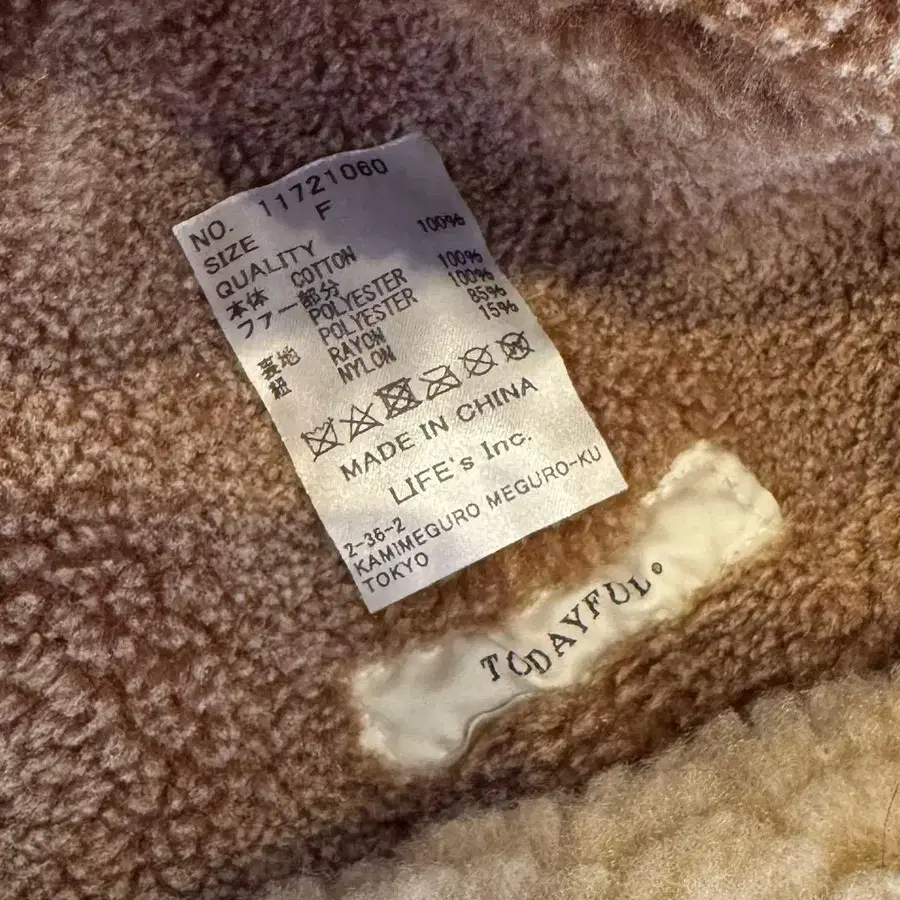 NO. 11721060
SIZE F
QUALITY
本体 COTTON 100%
ファー部分
POLYESTER 100%
裏地 POLYESTER 100%
紐 RAYON 85%
NYLON 15%
MADE IN CHINA
LIFE's Inc.
2-36-2
KAMIMEGURO MEGURO-KU
TOKYO
TODAYFUL.